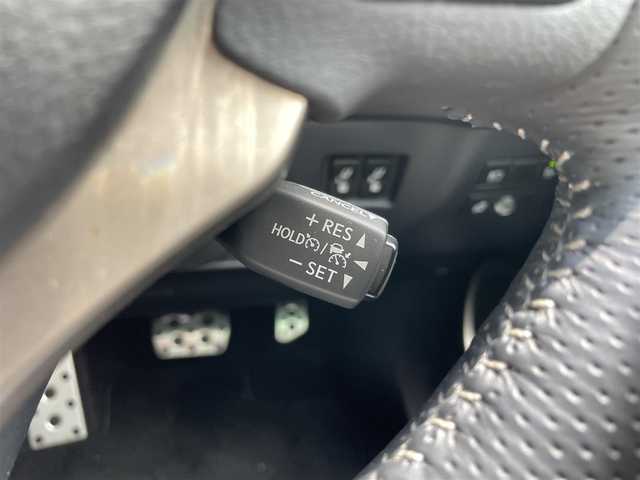 CANCEL
+ RES ▲
HOLD /
− SET ▼